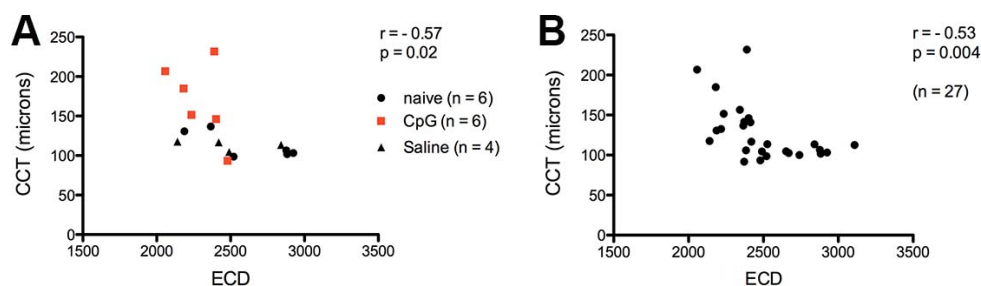 A
r = - 0.57
p = 0.02
naive (n = 6)
CpG (n = 6)
Saline (n = 4)
CCT (microns)
250
200
150
100
50
0
1500
2000
2500
3000
3500
ECD
B
r = - 0.53
p = 0.004
(n = 27)
CCT (microns)
250
200
150
100
50
0
1500
2000
2500
3000
3500
ECD